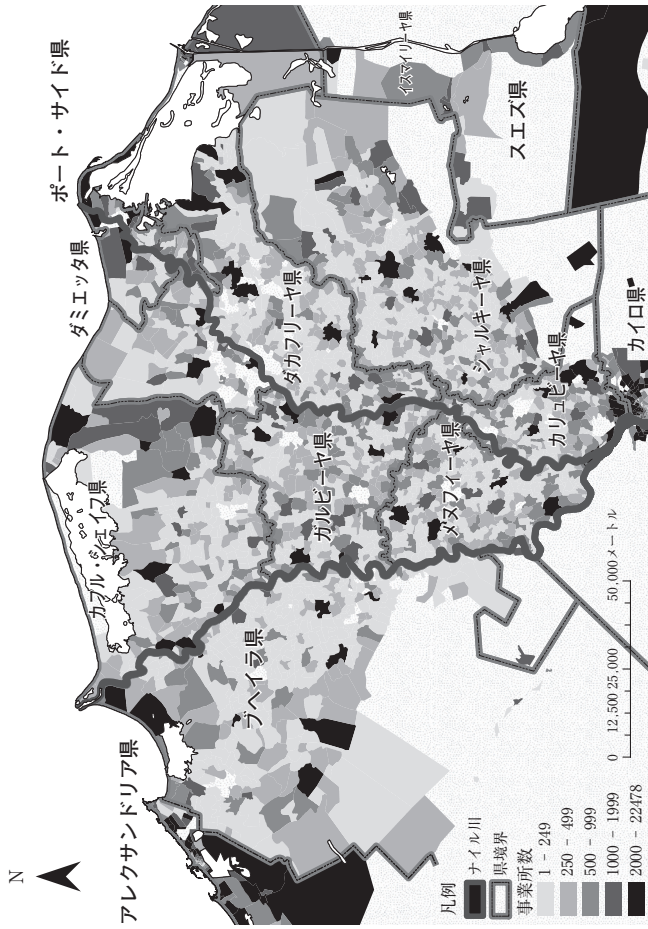 N
アレクサンドリア県
ブヘイラ県
カフル・シェイフ県
ガルビーヤ県
メヌフィーヤ県
ダミエッタ県
ダカフリーヤ県
ポート・サイド県
シャルキーヤ県
カリュビーヤ県
カイロ県
イスマイリーヤ県
スエズ県
凡例
ナイル川
県境界
事業所数
1 - 249
250 - 499
500 - 999
1000 - 1999
2000 - 22478
0 12,500 25,000 50,000 メートル